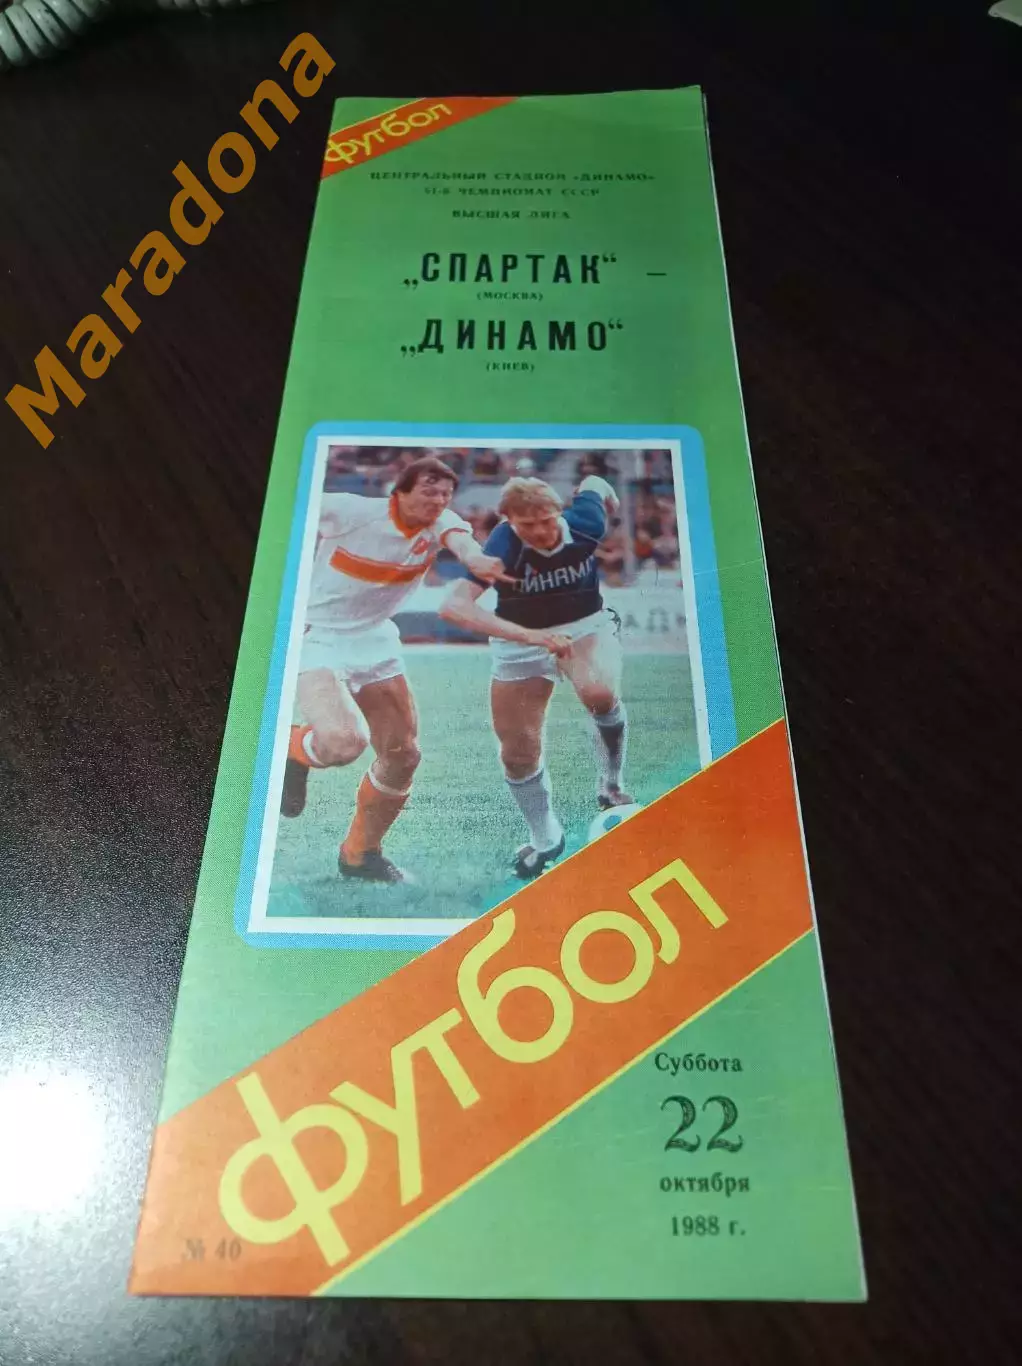 Maradona
футбол
ЦЕНТРАЛЬНЫЙ СТАДИОН «ДИНАМО»
51-й ЧЕМПИОНАТ СССР
ВЫСШАЯ ЛИГА
„СПАРТАК“ –
(МОСКВА)
„ДИНАМО“
(КИЕВ)
ДИНАМО
футбол
Суббота
22
октября
1988 г.
№ 40